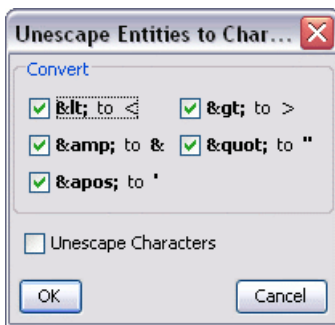 Unescape Entities to Char...
Convert
&lt; to < &gt; to >
&amp; to & &quot; to "
&apos; to '
Unescape Characters
OK Cancel